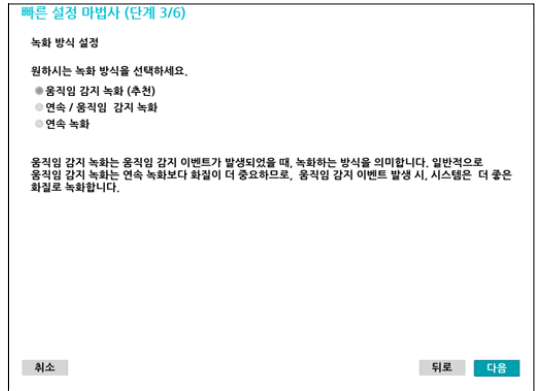 빠른 설정 마법사 (단계 3/6)
녹화 방식 설정
원하시는 녹화 방식을 선택하세요.
움직임 감지 녹화 (추천)
연속 / 움직임 감지 녹화
연속 녹화
움직임 감지 녹화는 움직임 감지 이벤트가 발생되었을 때, 녹화하는 방식을 의미합니다. 일반적으로
움직임 감지 녹화는 연속 녹화보다 화질이 더 중요하므로, 움직임 감지 이벤트 발생 시, 시스템은 더 좋은
화질로 녹화합니다.
취소
뒤로
다음